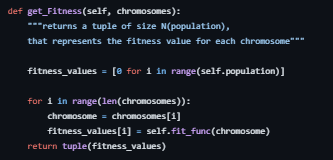 def get_Fitness(self, chromosomes):
    """returns a tuple of size N(population),
    that represents the fitness value for each chromosome"""
    fitness_values = [0 for i in range(self.population)]
    for i in range(len(chromosomes)):
        chromosome = chromosomes[i]
        fitness_values[i] = self.fit_func(chromosome)
    return tuple(fitness_values)